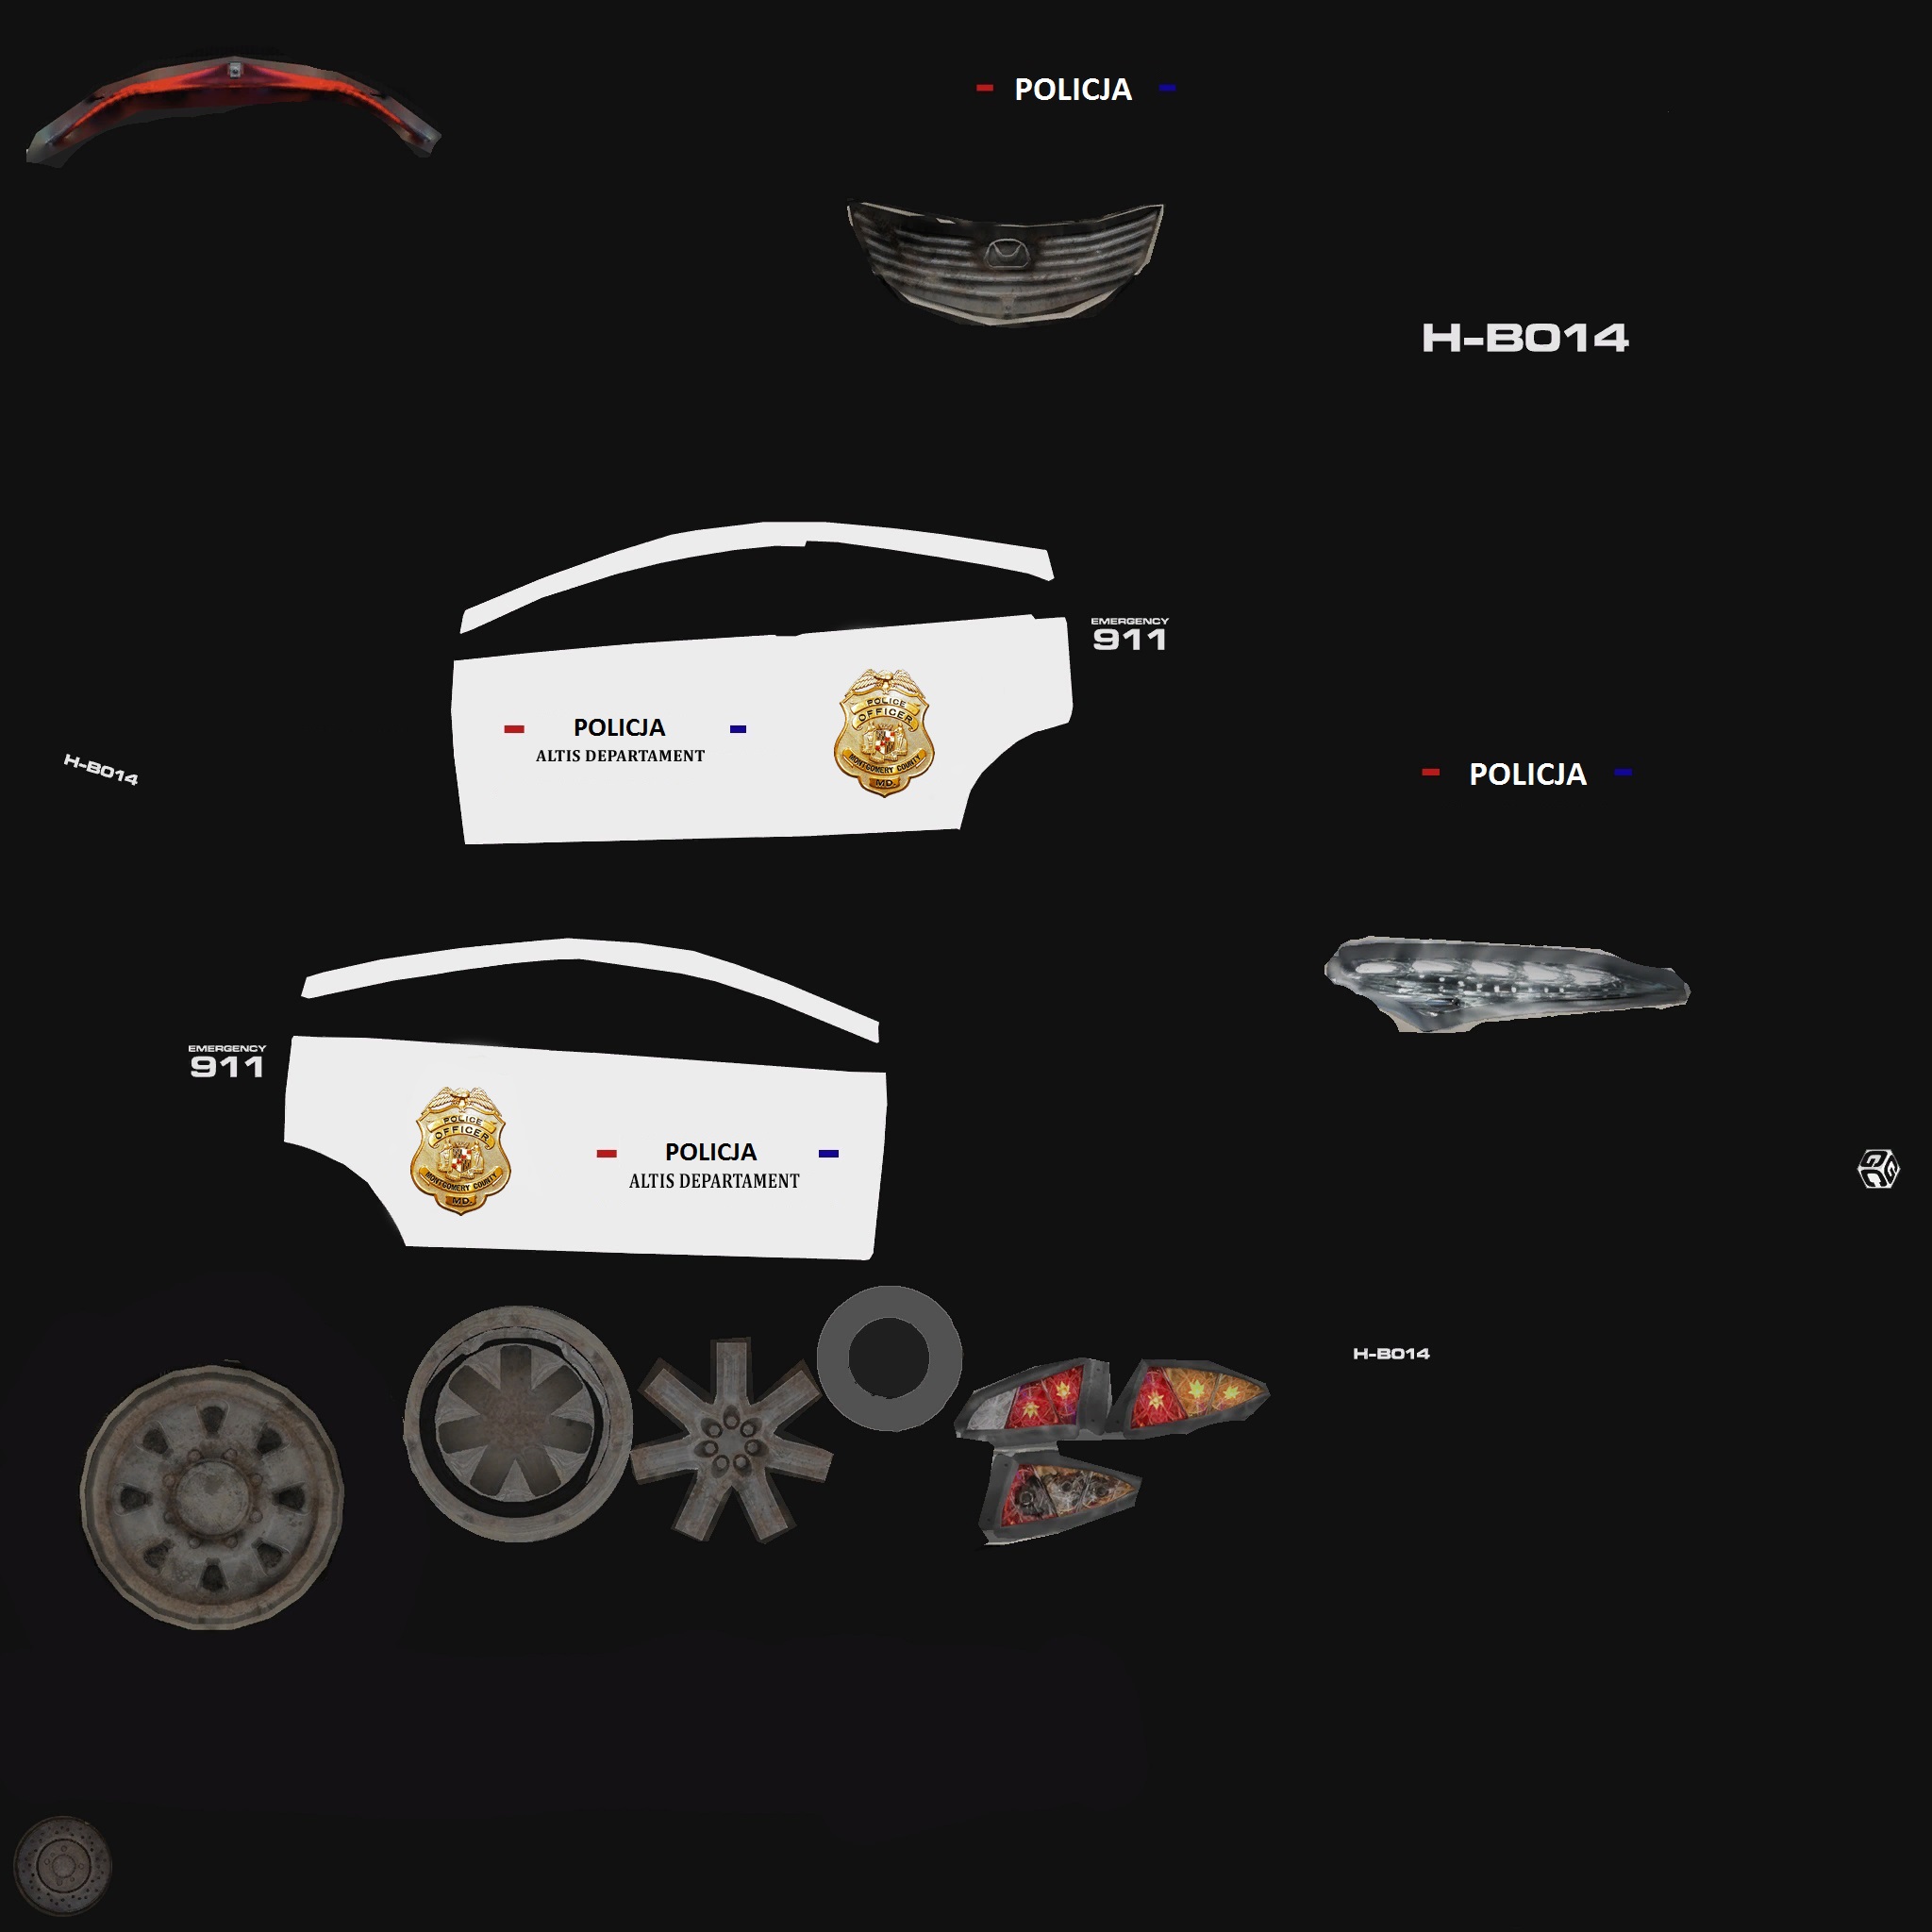 POLICJA
H-B014
EMERGENCY
911
POLICJA
ALTIS DEPARTAMENT
POLICE
OFFICER
MONTGOMERY COUNTY
MD.
H-B014
POLICJA
EMERGENCY
911
POLICE
OFFICER
MONTGOMERY COUNTY
MD.
POLICJA
ALTIS DEPARTAMENT
H-B014